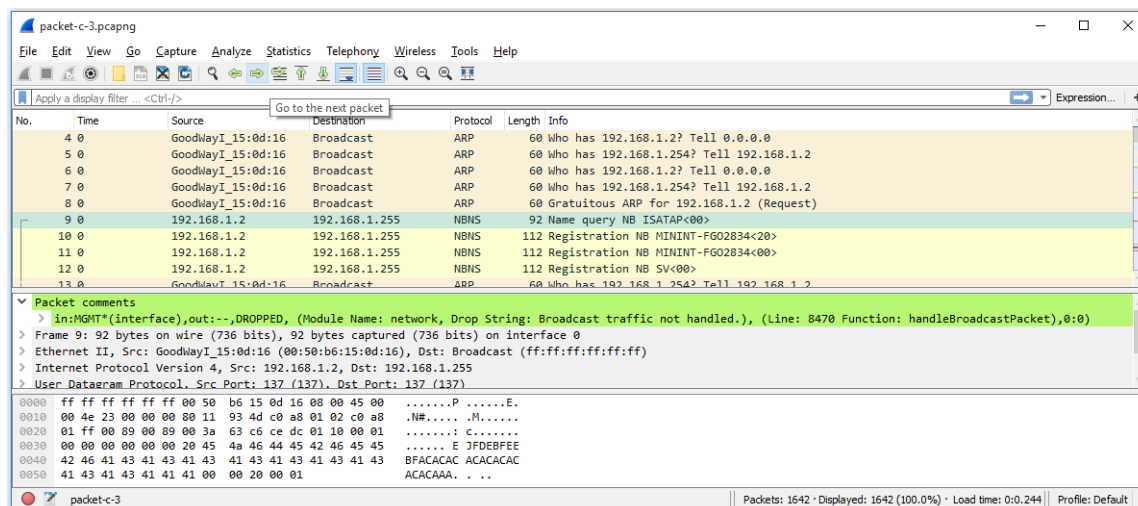 packet-c-3.pcapng
File Edit View Go Capture Analyze Statistics Telephony Wireless Tools Help
Apply a display filter ... <Ctrl-/> Expression... +
Go to the next packet
No. Time Source Destination Protocol Length Info
4 0 GoodWayI_15:0d:16 Broadcast ARP 60 Who has 192.168.1.2? Tell 0.0.0.0
5 0 GoodWayI_15:0d:16 Broadcast ARP 60 Who has 192.168.1.254? Tell 192.168.1.2
6 0 GoodWayI_15:0d:16 Broadcast ARP 60 Who has 192.168.1.2? Tell 0.0.0.0
7 0 GoodWayI_15:0d:16 Broadcast ARP 60 Who has 192.168.1.254? Tell 192.168.1.2
8 0 GoodWayI_15:0d:16 Broadcast ARP 60 Gratuitous ARP for 192.168.1.2 (Request)
9 0 192.168.1.2 192.168.1.255 NBNS 92 Name query NB ISATAP<00>
10 0 192.168.1.2 192.168.1.255 NBNS 112 Registration NB MININT-FGO2834<20>
11 0 192.168.1.2 192.168.1.255 NBNS 112 Registration NB MININT-FGO2834<00>
12 0 192.168.1.2 192.168.1.255 NBNS 112 Registration NB SV<00>
13 0 GoodWayI_15:0d:16 Broadcast ARP 60 Who has 192.168.1.254? Tell 192.168.1.2
Packet comments
in:MGMT*(interface),out:--,DROPPED, (Module Name: network, Drop String: Broadcast traffic not handled.), (Line: 8470 Function: handleBroadcastPacket),0:0)
Frame 9: 92 bytes on wire (736 bits), 92 bytes captured (736 bits) on interface 0
Ethernet II, Src: GoodWayI_15:0d:16 (00:50:b6:15:0d:16), Dst: Broadcast (ff:ff:ff:ff:ff:ff)
Internet Protocol Version 4, Src: 192.168.1.2, Dst: 192.168.1.255
User Datagram Protocol, Src Port: 137 (137), Dst Port: 137 (137)
0000 ff ff ff ff ff ff 00 50 b6 15 0d 16 08 00 45 00 .......P ......E.
0010 00 4e 23 00 00 00 80 11 93 4d c0 a8 01 02 c0 a8 .N#..... .M......
0020 01 ff 00 89 00 89 00 3a 63 c6 ce dc 01 10 00 01 .......: c.......
0030 00 00 00 00 00 00 20 45 4a 46 44 45 42 46 45 45 ...... E JFDEBFEE
0040 42 46 41 43 41 43 41 43 41 43 41 43 41 43 41 43 BFACACAC ACACACAC
0050 41 43 41 43 41 41 41 00 00 20 00 01 ACACAAA. . ..
packet-c-3 Packets: 1642 · Displayed: 1642 (100.0%) · Load time: 0:0.244 Profile: Default